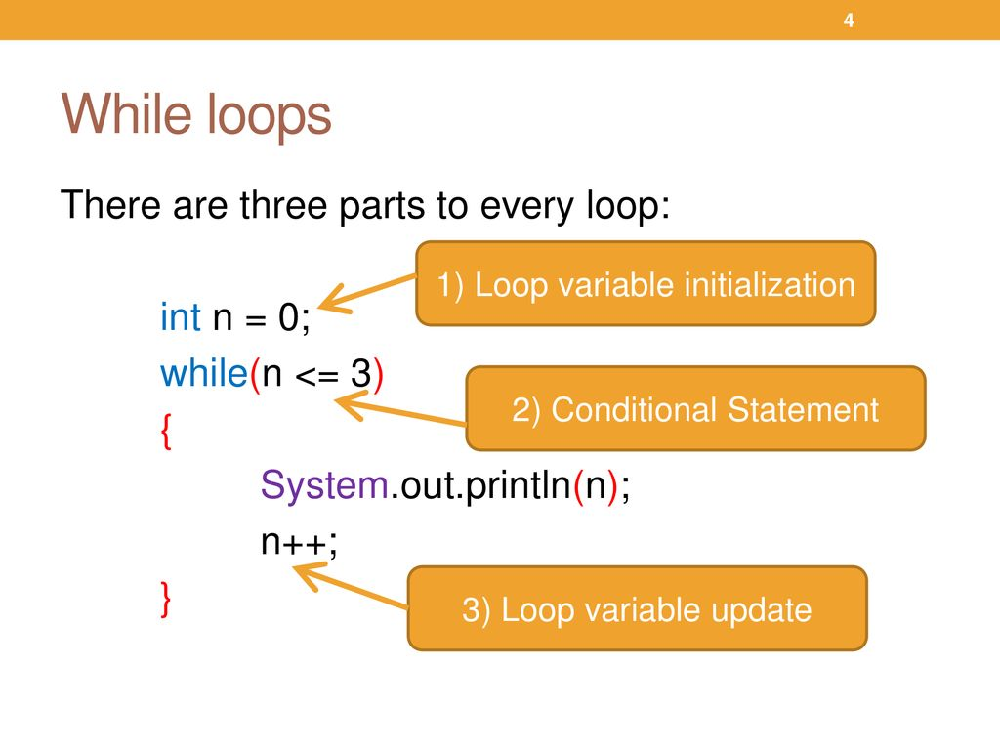 4
While loops
There are three parts to every loop:
1) Loop variable initialization
int n = 0;
while(n <= 3)
2) Conditional Statement
{
System.out.println(n);
n++;
}
3) Loop variable update